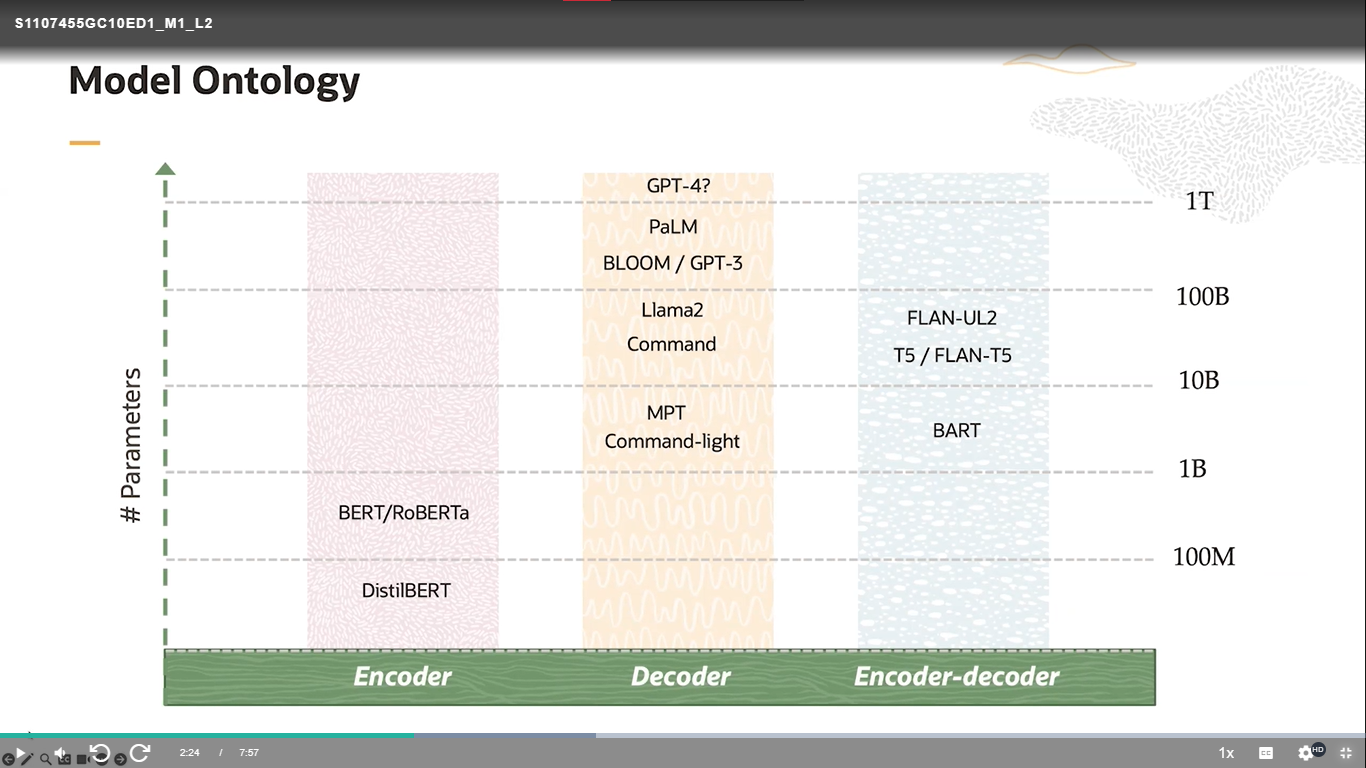 S1107455GC10ED1_M1_L2
Model Ontology
GPT-4?
1T
PaLM
BLOOM / GPT-3
100B
Llama2
FLAN-UL2
Command
T5 / FLAN-T5
10B
# Parameters
MPT
BART
Command-light
1B
BERT/RoBERTa
100M
DistilBERT
Encoder
Decoder
Encoder-decoder
2:24 / 7:57
1x
CC
HD